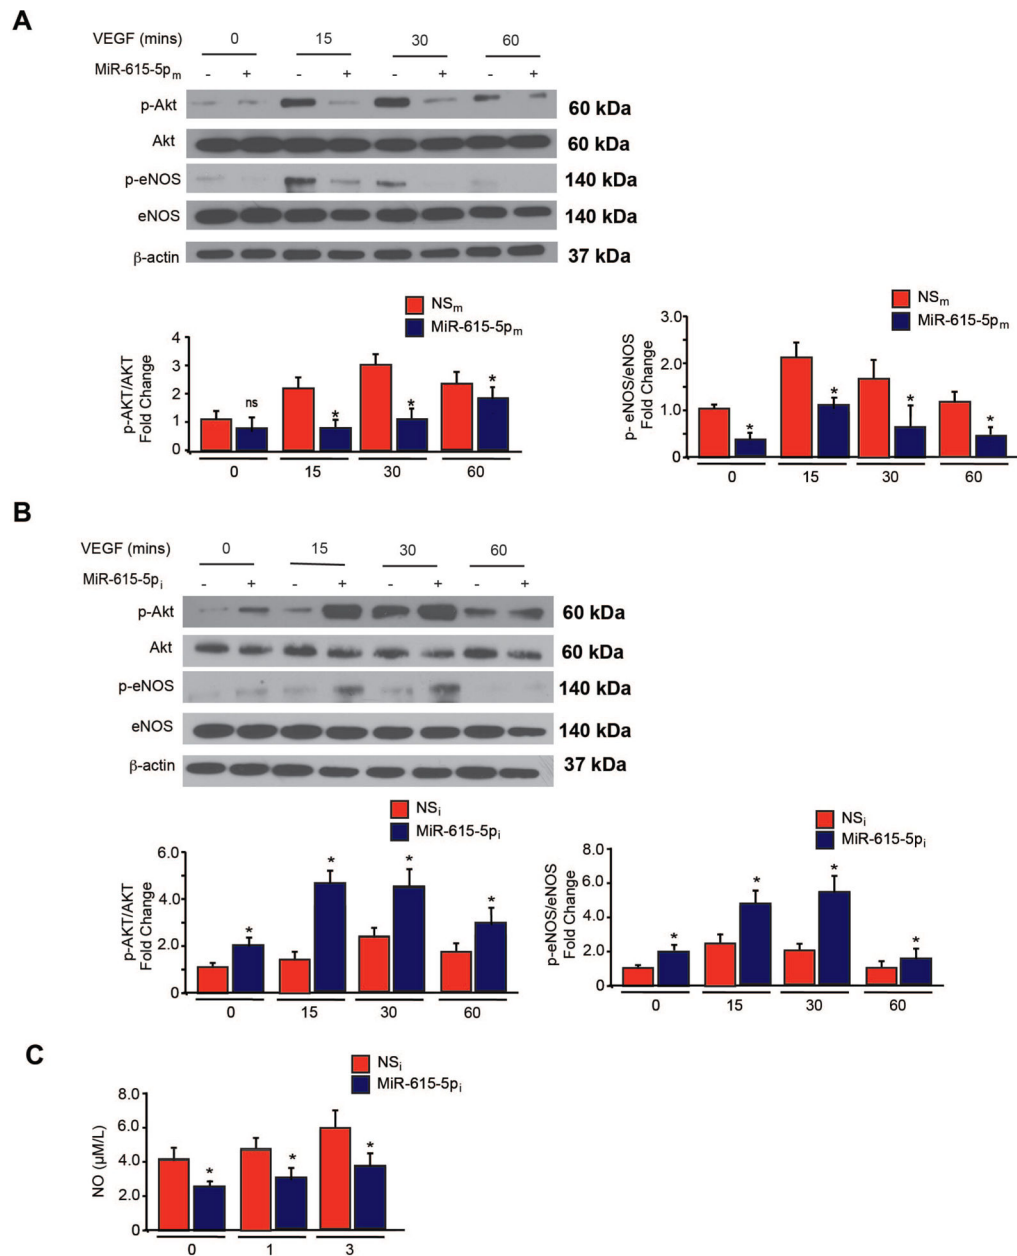 A
VEGF (mins) 0 15 30 60
MiR-615-5pm - + - + - + - +
p-Akt 60 kDa
Akt 60 kDa
p-eNOS 140 kDa
eNOS 140 kDa
β-actin 37 kDa
NSm
MiR-615-5pm
p-AKT/AKT
Fold Change
4
3
2
1
0
ns * * *
0 15 30 60
NSm
MiR-615-5pm
p- eNOS/eNOS
Fold Change
3.0
2.0
1.0
0
* * * *
0 15 30 60
B
VEGF (mins) 0 15 30 60
MiR-615-5pi - + - + - + - +
p-Akt 60 kDa
Akt 60 kDa
p-eNOS 140 kDa
eNOS 140 kDa
β-actin 37 kDa
NSi
MiR-615-5pi
p-AKT/AKT
Fold Change
6.0
4.0
2.0
0
* * * *
0 15 30 60
NSi
MiR-615-5pi
p-eNOS/eNOS
Fold Change
8.0
6.0
4.0
2.0
0
* * * *
0 15 30 60
C
NSi
MiR-615-5pi
NO (µM/L)
8.0
6.0
4.0
2.0
0
* * *
0 1 3